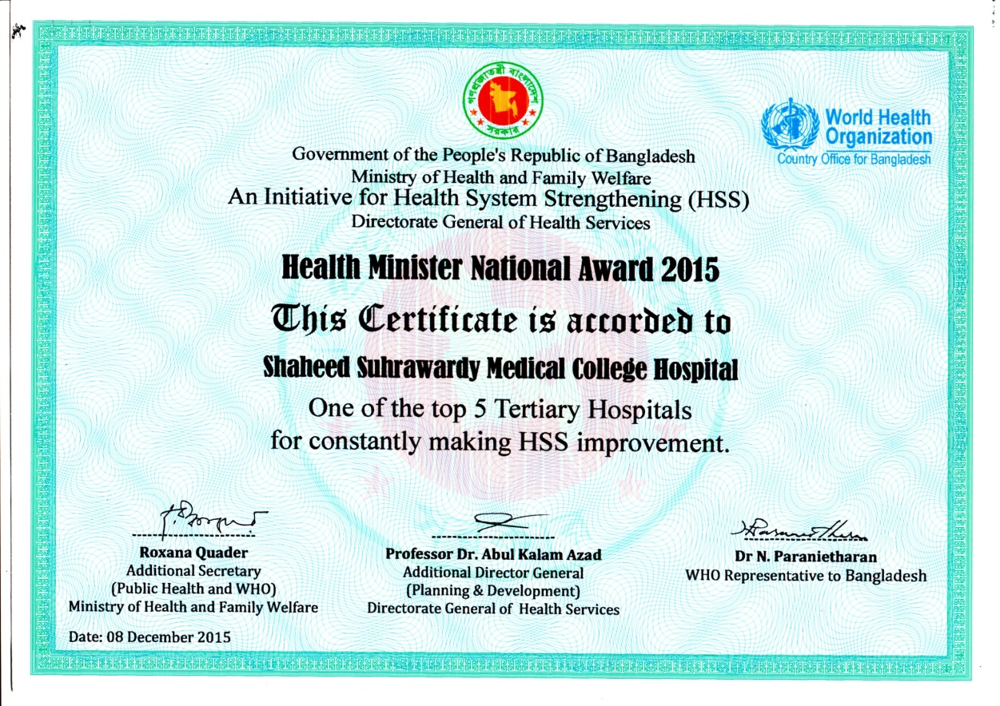 গণপ্রজাতন্ত্রী বাংলাদেশ
সরকার
World Health
Organization
Country Office for Bangladesh
Government of the People's Republic of Bangladesh
Ministry of Health and Family Welfare
An Initiative for Health System Strengthening (HSS)
Directorate General of Health Services
Health Minister National Award 2015
This Certificate is accorded to
Shaheed Suhrawardy Medical College Hospital
One of the top 5 Tertiary Hospitals
for constantly making HSS improvement.
Roxana Quader
Additional Secretary
(Public Health and WHO)
Ministry of Health and Family Welfare
Professor Dr. Abul Kalam Azad
Additional Director General
(Planning & Development)
Directorate General of Health Services
Dr N. Paranietharan
WHO Representative to Bangladesh
Date: 08 December 2015